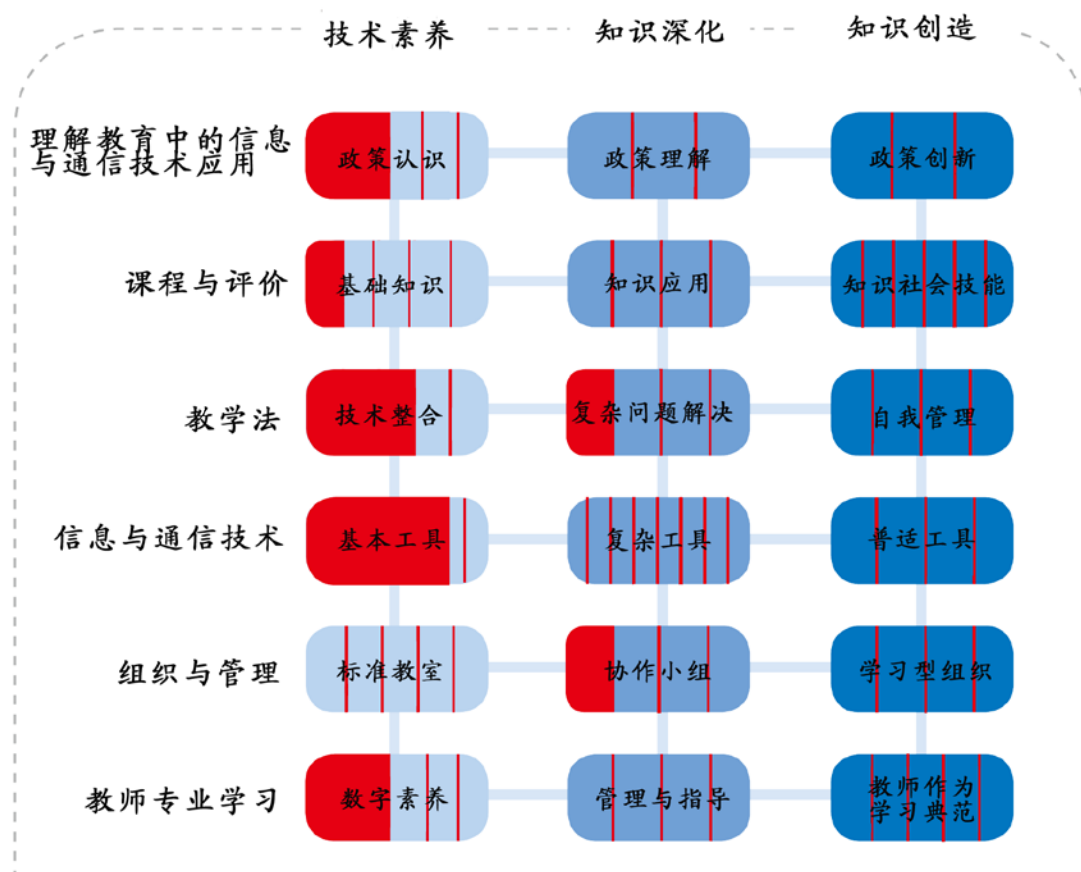 技术素养 知识深化 知识创造
理解教育中的信息
与通信技术应用
政策认识 政策理解 政策创新
课程与评价 基础知识 知识应用 知识社会技能
教学法 技术整合 复杂问题解决 自我管理
信息与通信技术 基本工具 复杂工具 普适工具
组织与管理 标准教室 协作小组 学习型组织
教师专业学习 数字素养 管理与指导 教师作为
学习典范